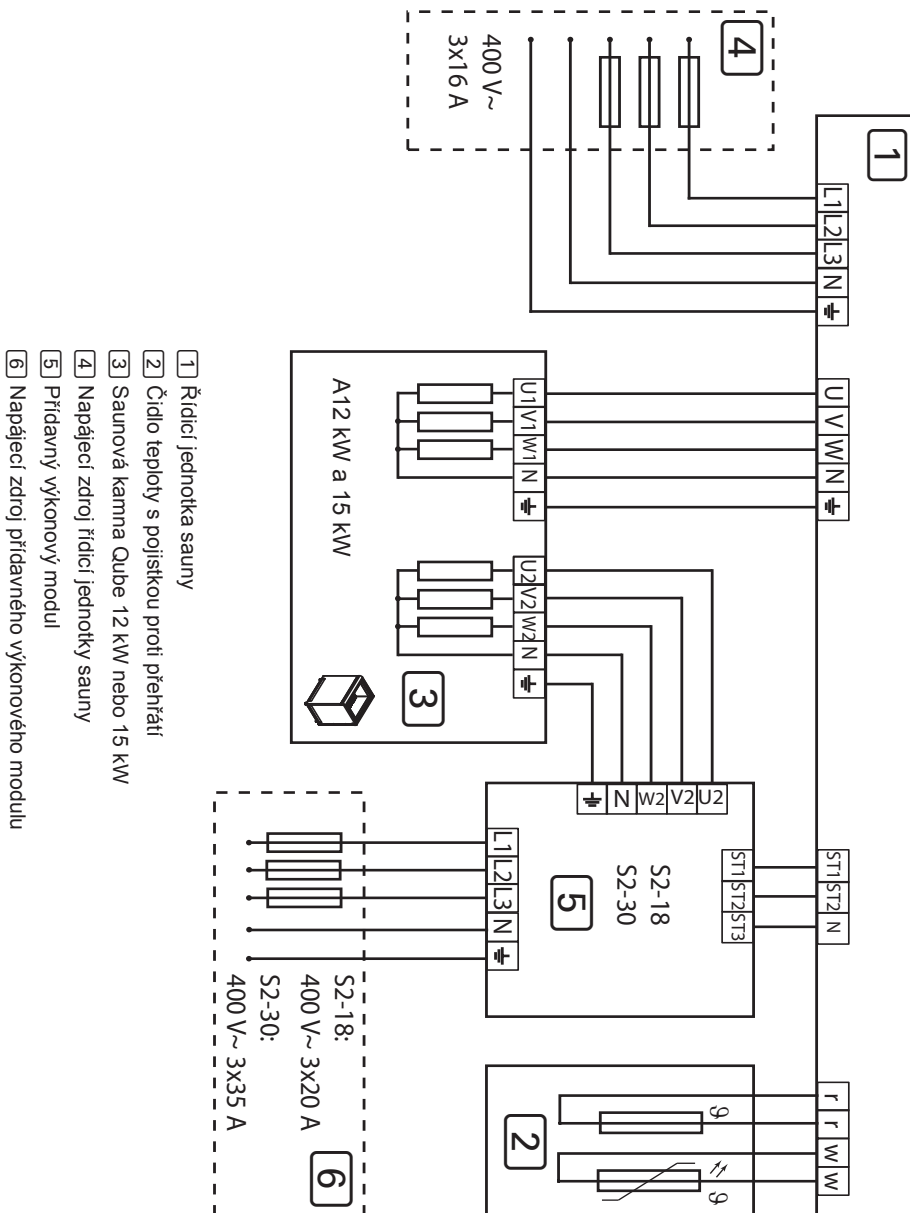 1
L1 L2 L3 N
U V W N
ST1 ST2 N
r r w w
4
400 V~
3x16 A
U1 V1 W1 N
U2 V2 W2 N
A12 kW a 15 kW
3
U2 V2 W2 N
ST1 ST2 ST3
S2-18
S2-30
5
L1 L2 L3 N
S2-18:
400 V~ 3x20 A
S2-30:
400 V~ 3x35 A
6
ϑ
ϑ
2
1 Řídicí jednotka sauny
2 Čidlo teploty s pojistkou proti přehřátí
3 Saunová kamna Qube 12 kW nebo 15 kW
4 Napájecí zdroj řídicí jednotky sauny
5 Přídavný výkonový modul
6 Napájecí zdroj přídavného výkonového modulu